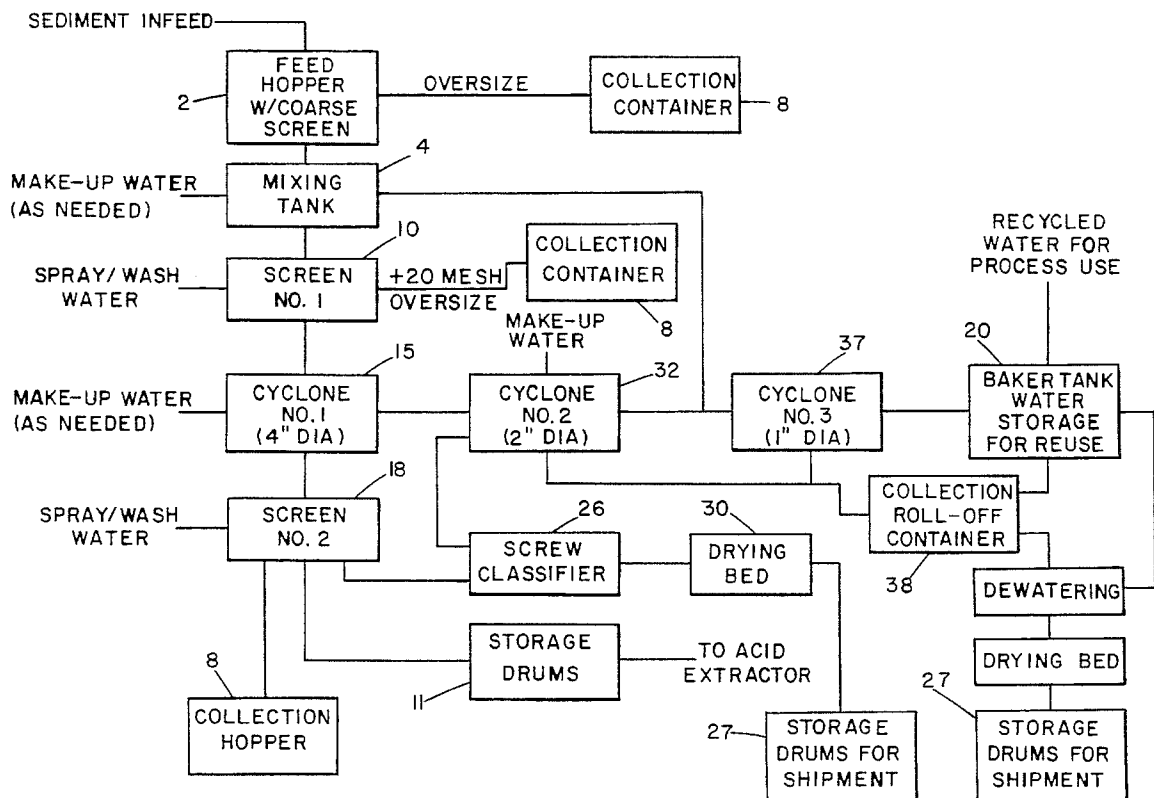 SEDIMENT INFEED
FEED
HOPPER
W/COARSE
SCREEN
2
OVERSIZE
COLLECTION
CONTAINER
8
4
MAKE-UP WATER
(AS NEEDED)
MIXING
TANK
10
SPRAY/WASH
WATER
SCREEN
NO. 1
+20 MESH
OVERSIZE
COLLECTION
CONTAINER
8
RECYCLED
WATER FOR
PROCESS USE
MAKE-UP
WATER
15
MAKE-UP WATER
(AS NEEDED)
CYCLONE
NO. 1
(4" DIA)
32
CYCLONE
NO. 2
(2" DIA)
37
CYCLONE
NO. 3
(1" DIA)
20
BAKER TANK
WATER
STORAGE
FOR REUSE
18
SPRAY/WASH
WATER
SCREEN
NO. 2
26
SCREW
CLASSIFIER
30
DRYING
BED
COLLECTION
ROLL-OFF
CONTAINER
38
DEWATERING
STORAGE
DRUMS
11
TO ACID
EXTRACTOR
DRYING BED
8
COLLECTION
HOPPER
27
STORAGE
DRUMS FOR
SHIPMENT
27
STORAGE
DRUMS FOR
SHIPMENT